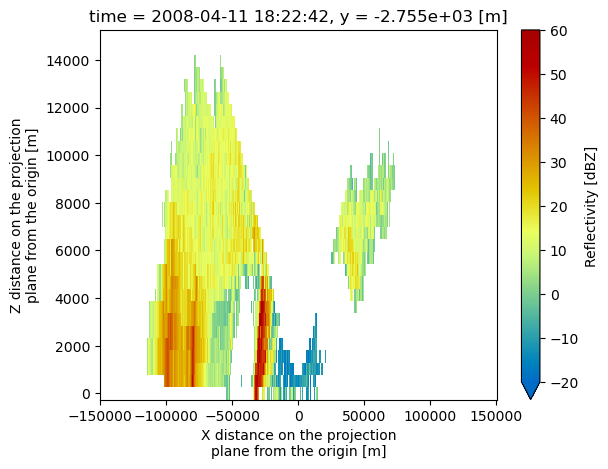 time = 2008-04-11 18:22:42, y = -2.755e+03 [m]
14000
12000
10000
8000
6000
4000
2000
0
Z distance on the projection
plane from the origin [m]
−150000 −100000 −50000 0 50000 100000 150000
X distance on the projection
plane from the origin [m]
60
50
40
30
20
10
0
−10
−20
Reflectivity [dBZ]